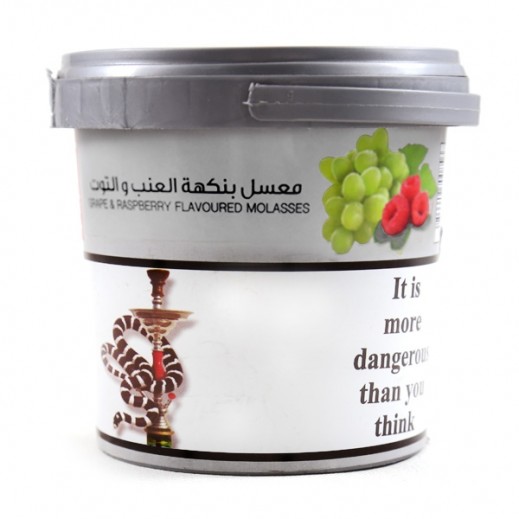 معسل بنكهة العنب و التوت
GRAPE & RASPBERRY FLAVOURED MOLASSES
It is
more
dangerous
than you
think